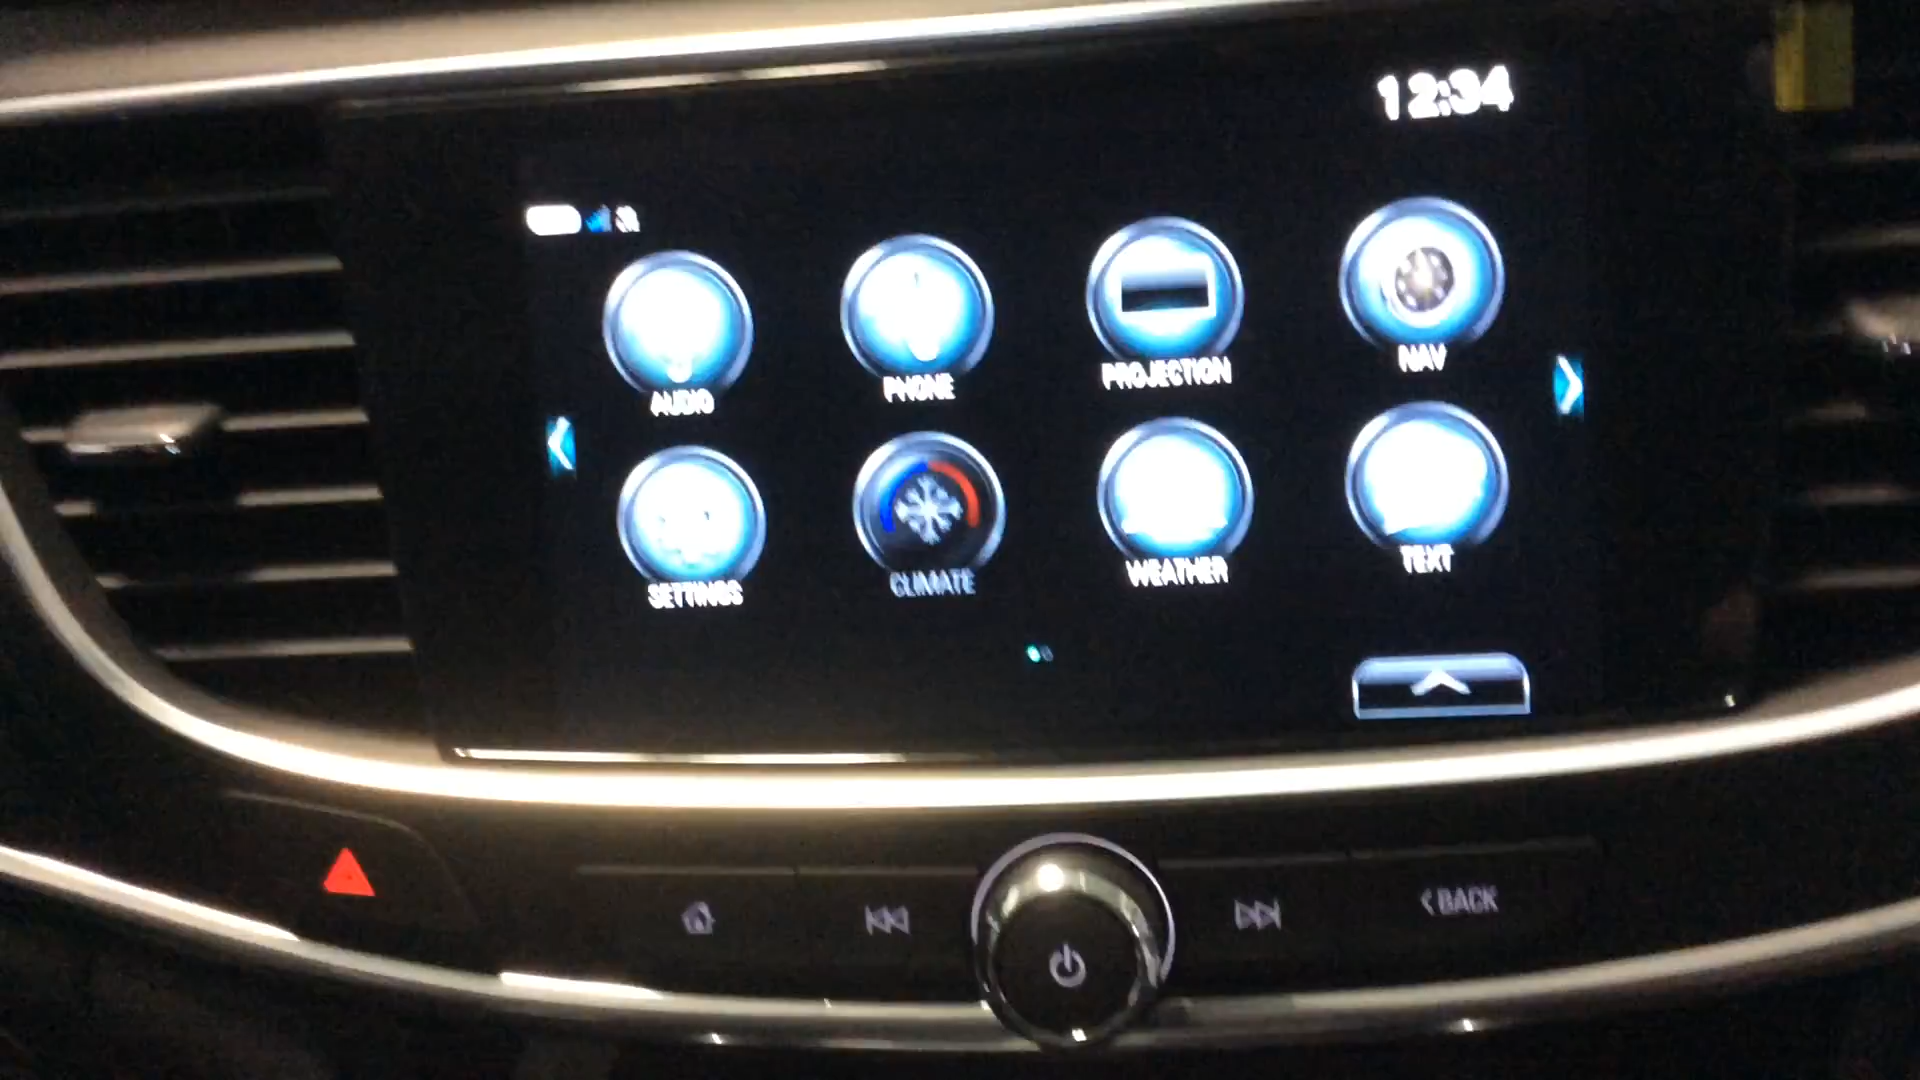 12:34
AUDIO PHONE PROJECTION NAV
SETTINGS CLIMATE WEATHER TEXT
BACK